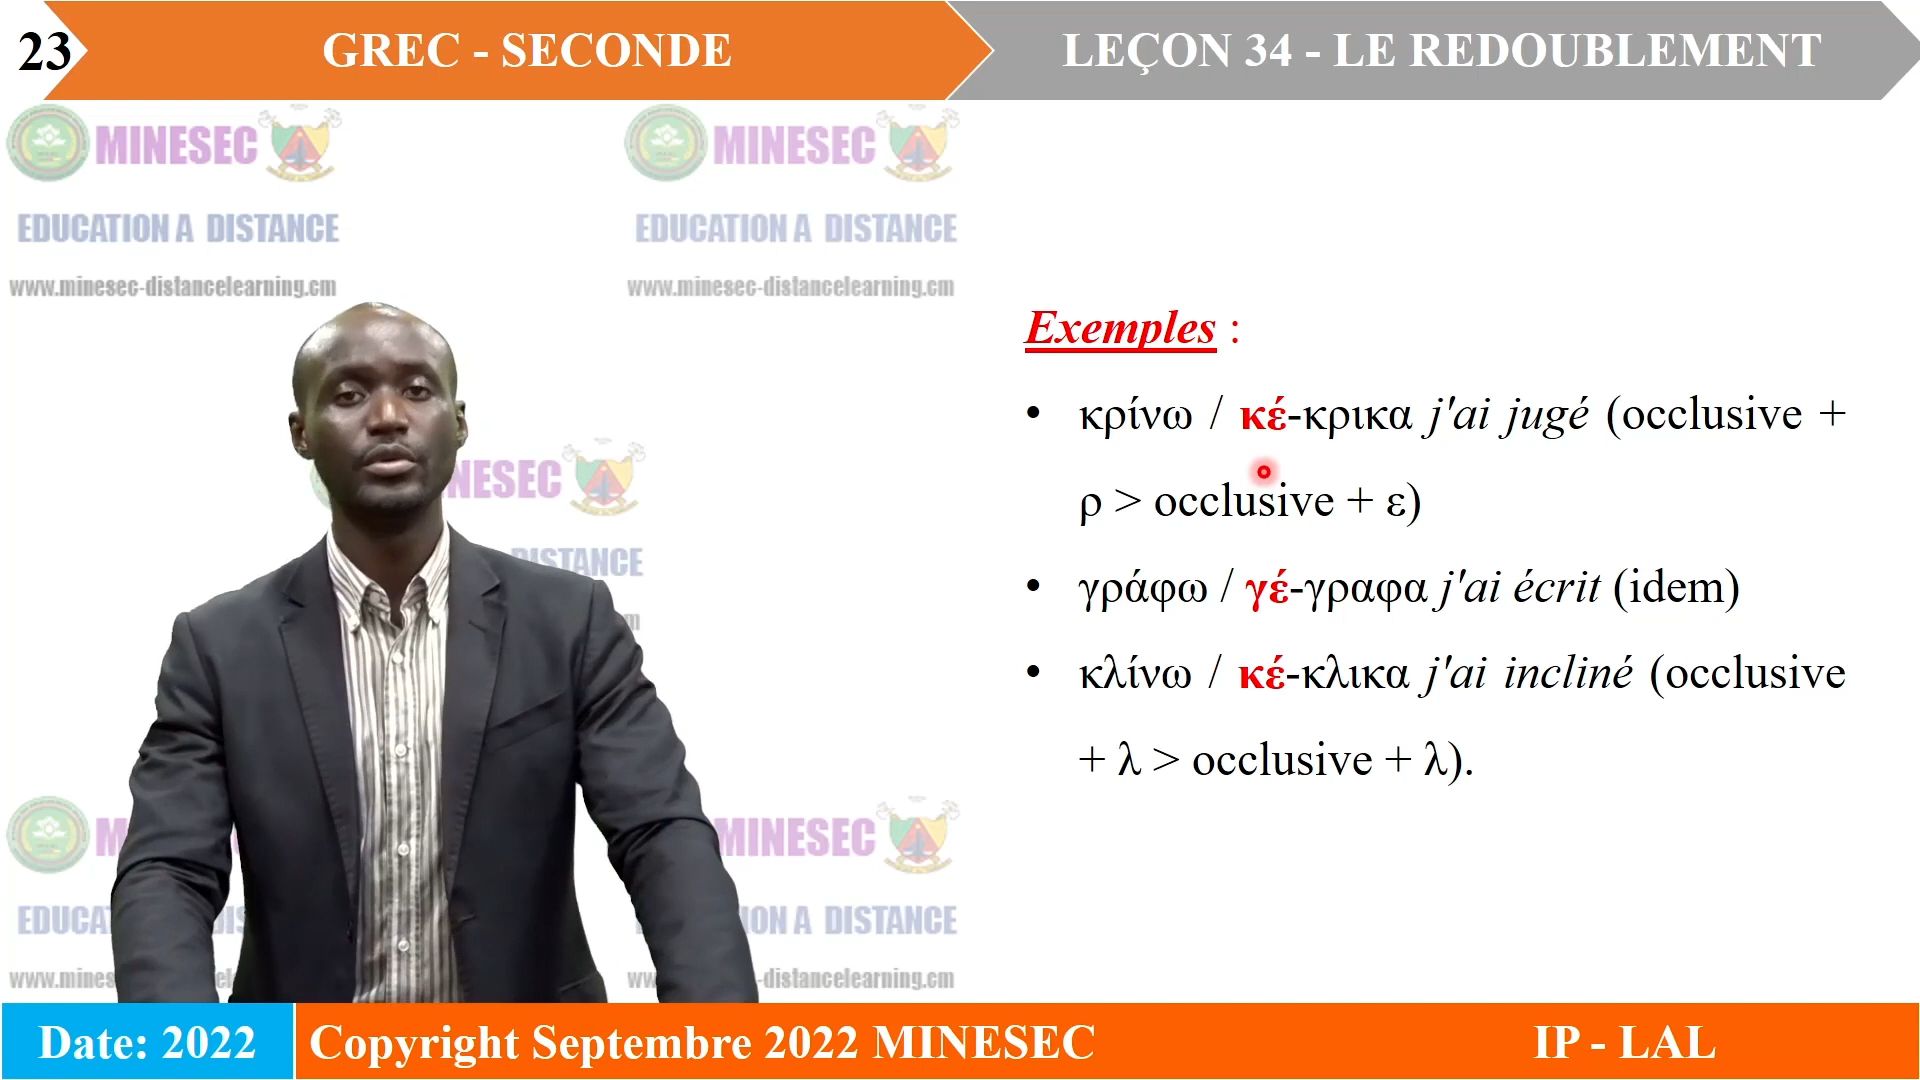 23
GREC - SECONDE
LEÇON 34 - LE REDOUBLEMENT
MINESEC
MINESEC
EDUCATION A DISTANCE
EDUCATION A DISTANCE
www.minesec-distancelearning.cm
www.minesec-distancelearning.cm
Exemples :
• κρίνω / κέ-κρικα j'ai jugé (occlusive +
ρ > occlusive + ε)
• γράφω / γέ-γραφα j'ai écrit (idem)
• κλίνω / κέ-κλικα j'ai incliné (occlusive
+ λ > occlusive + λ).
NESEC
DISTANCE
MINESEC
ION A DISTANCE
-distancelearning.cm
Date: 2022
Copyright Septembre 2022 MINESEC
IP - LAL